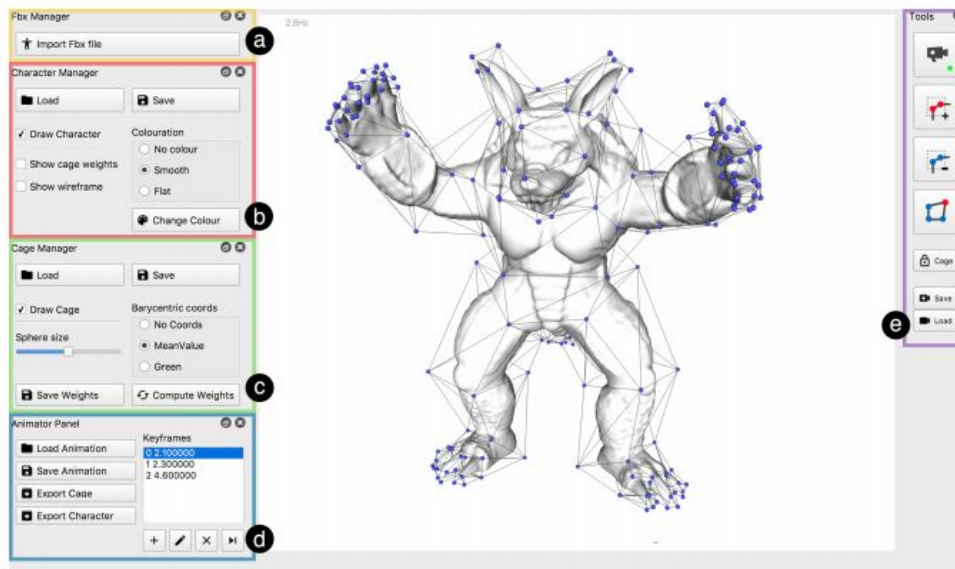 Fbx Manager
Import Fbx file
a
Character Manager
Load
Save
Draw Character
Colouration
No colour
Show cage weights
Smooth
Show wireframe
Flat
Change Colour
b
Cage Manager
Load
Save
Draw Cage
Barycentric coords
No Coords
Sphere size
MeanValue
Green
Save Weights
Compute Weights
c
Animator Panel
Load Animation
Save Animation
Export Cage
Export Character
Keyframes
0 2.100000
1 2.300000
2 4.600000
d
2.8Hz
Tools
Cage
Save
Load
e